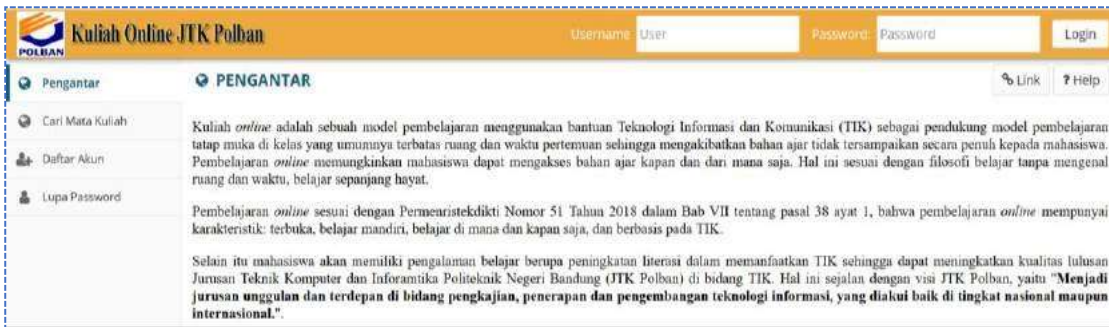 POLBAN
Kuliah Online JTK Polban
Username User
Password: Password
Login
Pengantar
PENGANTAR
Link
? Help
Cari Mata Kuliah
Daftar Akun
Lupa Password
Kuliah online adalah sebuah model pembelajaran menggunakan bantuan Teknologi Informasi dan Komunikasi (TIK) sebagai pendukung model pembelajaran
tatap muka di kelas yang umumnya terbatas ruang dan waktu pertemuan sehingga mengakibatkan bahan ajar tidak tersampaikan secara penuh kepada mahasiswa.
Pembelajaran online memungkinkan mahasiswa dapat mengakses bahan ajar kapan dan dari mana saja. Hal ini sesuai dengan filosofi belajar tanpa mengenal
ruang dan waktu, belajar sepanjang hayat.
Pembelajaran online sesuai dengan Permenristekdikti Nomor 51 Tahun 2018 dalam Bab VII tentang pasal 38 ayat 1, bahwa pembelajaran online mempunyai
karakteristik: terbuka, belajar mandiri, belajar di mana dan kapan saja, dan berbasis pada TIK.
Selain itu mahasiswa akan memiliki pengalaman belajar berupa peningkatan literasi dalam memanfaatkan TIK sehingga dapat meningkatkan kualitas lulusan
Jurusan Teknik Komputer dan Inforamtika Politeknik Negeri Bandung (JTK Polban) di bidang TIK. Hal ini sejalan dengan visi JTK Polban, yaitu "Menjadi
jurusan unggulan dan terdepan di bidang pengkajian, penerapan dan pengembangan teknologi informasi, yang diakui baik di tingkat nasional maupun
internasional.".